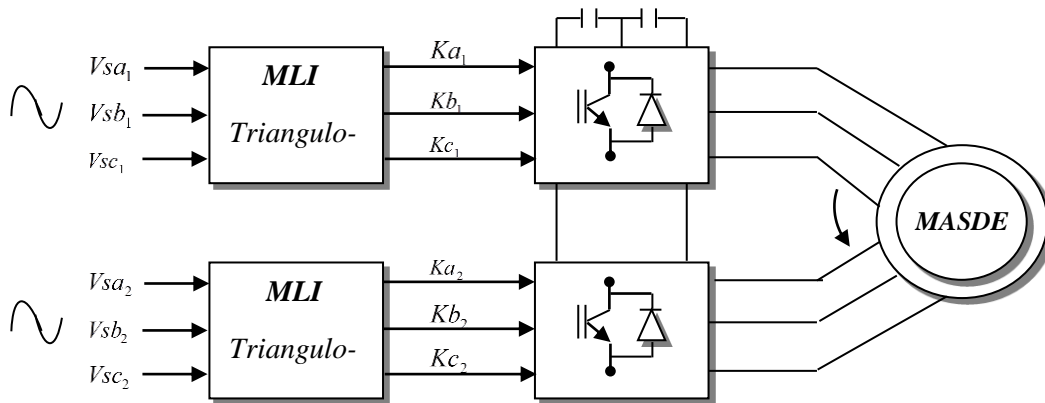 Vsa₁
Vsb₁
Vsc₁
MLI
Triangulo-
Ka₁
Kb₁
Kc₁
MASDE
Vsa₂
Vsb₂
Vsc₂
MLI
Triangulo-
Ka₂
Kb₂
Kc₂